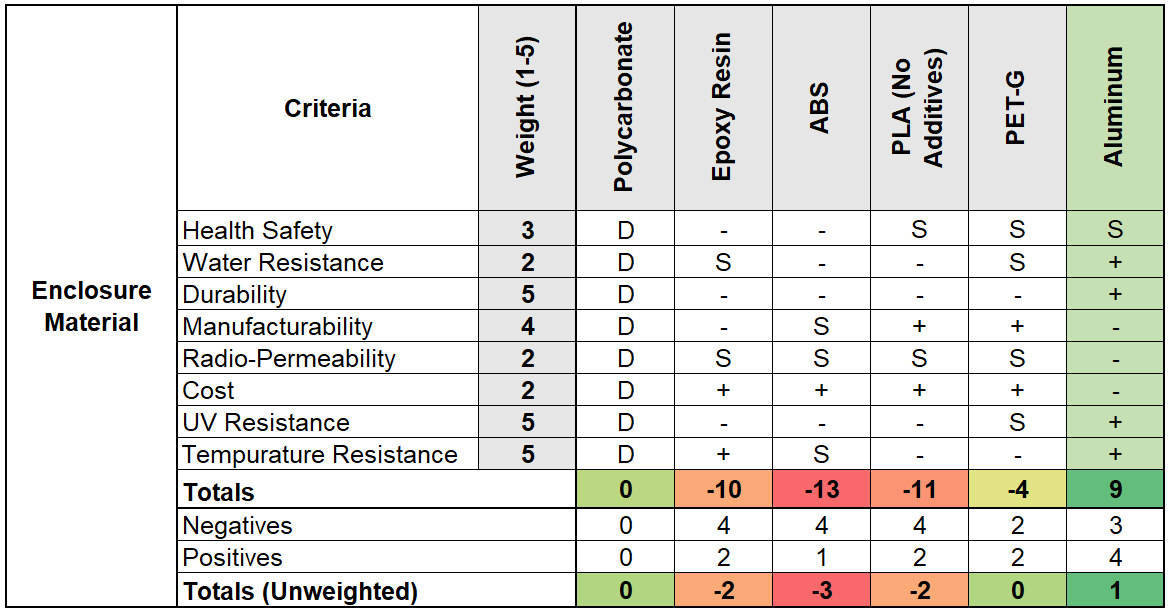 Criteria Weight (1-5) Polycarbonate Epoxy Resin ABS PLA (No Additives) PET-G Aluminum
Enclosure Material
Health Safety 3 D - - S S S
Water Resistance 2 D S - - S +
Durability 5 D - - - - +
Manufacturability 4 D - S + + -
Radio-Permeability 2 D S S S S -
Cost 2 D + + + + -
UV Resistance 5 D - - - S +
Tempurature Resistance 5 D + S - - +
Totals 0 -10 -13 -11 -4 9
Negatives 0 4 4 4 2 3
Positives 0 2 1 2 2 4
Totals (Unweighted) 0 -2 -3 -2 0 1